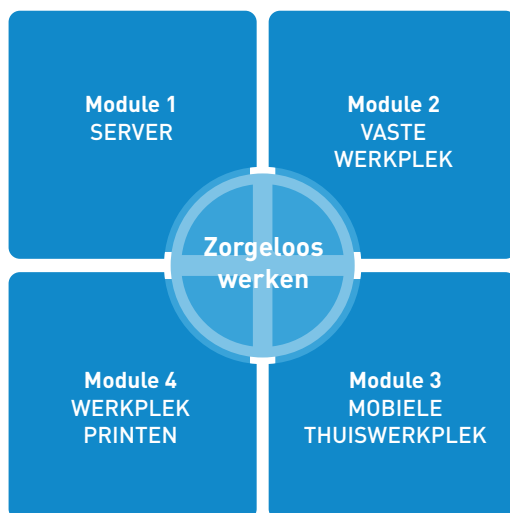 Module 1
SERVER
Module 2
VASTE
WERKPLEK
Zorgeloos
werken
Module 4
WERKPLEK
PRINTEN
Module 3
MOBIELE
THUISWERKPLEK